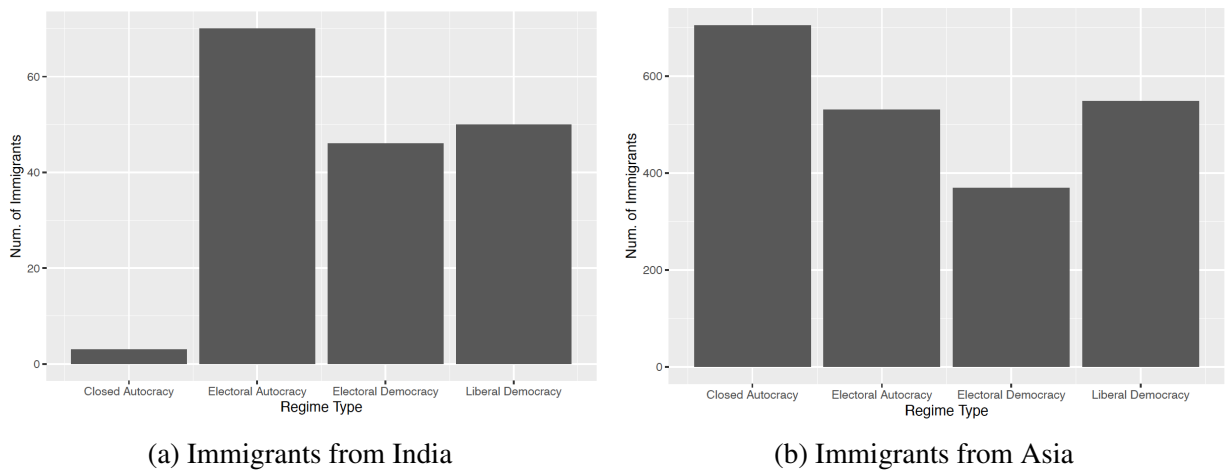 Num. of Immigrants
60
40
20
0
Closed Autocracy Electoral Autocracy Electoral Democracy Liberal Democracy
Regime Type
(a) Immigrants from India
Num. of Immigrants
600
400
200
0
Closed Autocracy Electoral Autocracy Electoral Democracy Liberal Democracy
Regime Type
(b) Immigrants from Asia